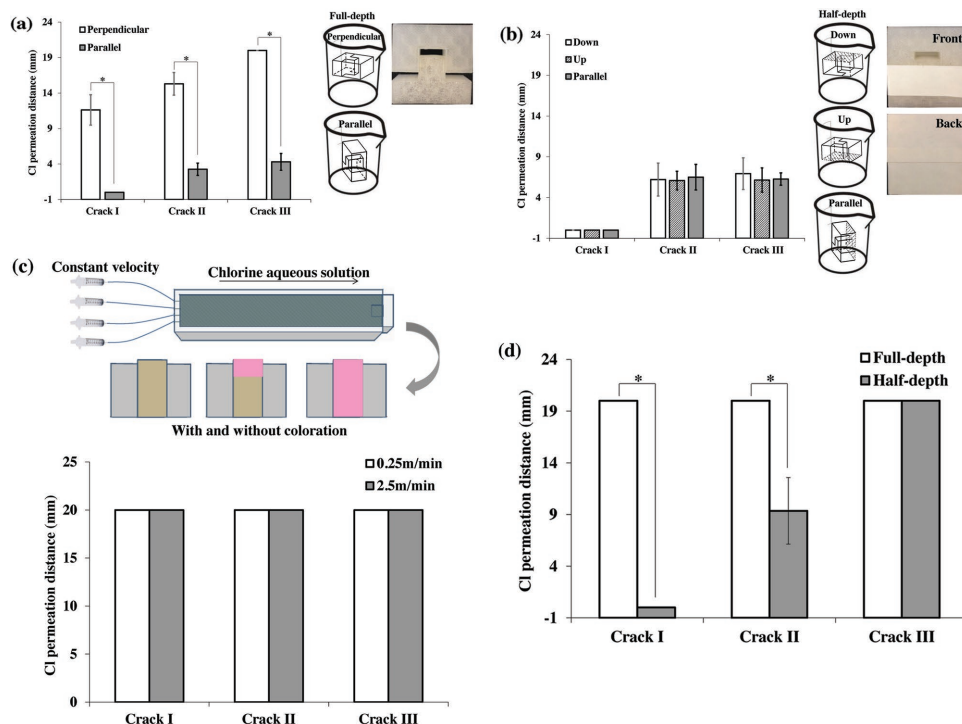 (a)
24
19
14
9
4
-1
Cl permeation distance (mm)
Perpendicular
Parallel
*
*
*
Crack I
Crack II
Crack III
Full-depth
Perpendicular
Parallel
(b)
24
19
14
9
4
-1
Cl permeation distance (mm)
Down
Up
Parallel
Crack I
Crack II
Crack III
Half-depth
Down
Up
Parallel
Front
Back
(c)
Constant velocity
Chlorine aqueous solution
With and without coloration
25
20
15
10
5
0
Cl permeation distance (mm)
0.25m/min
2.5m/min
Crack I
Crack II
Crack III
(d)
24
19
14
9
4
-1
Cl permeation distance (mm)
Full-depth
Half-depth
*
*
Crack I
Crack II
Crack III